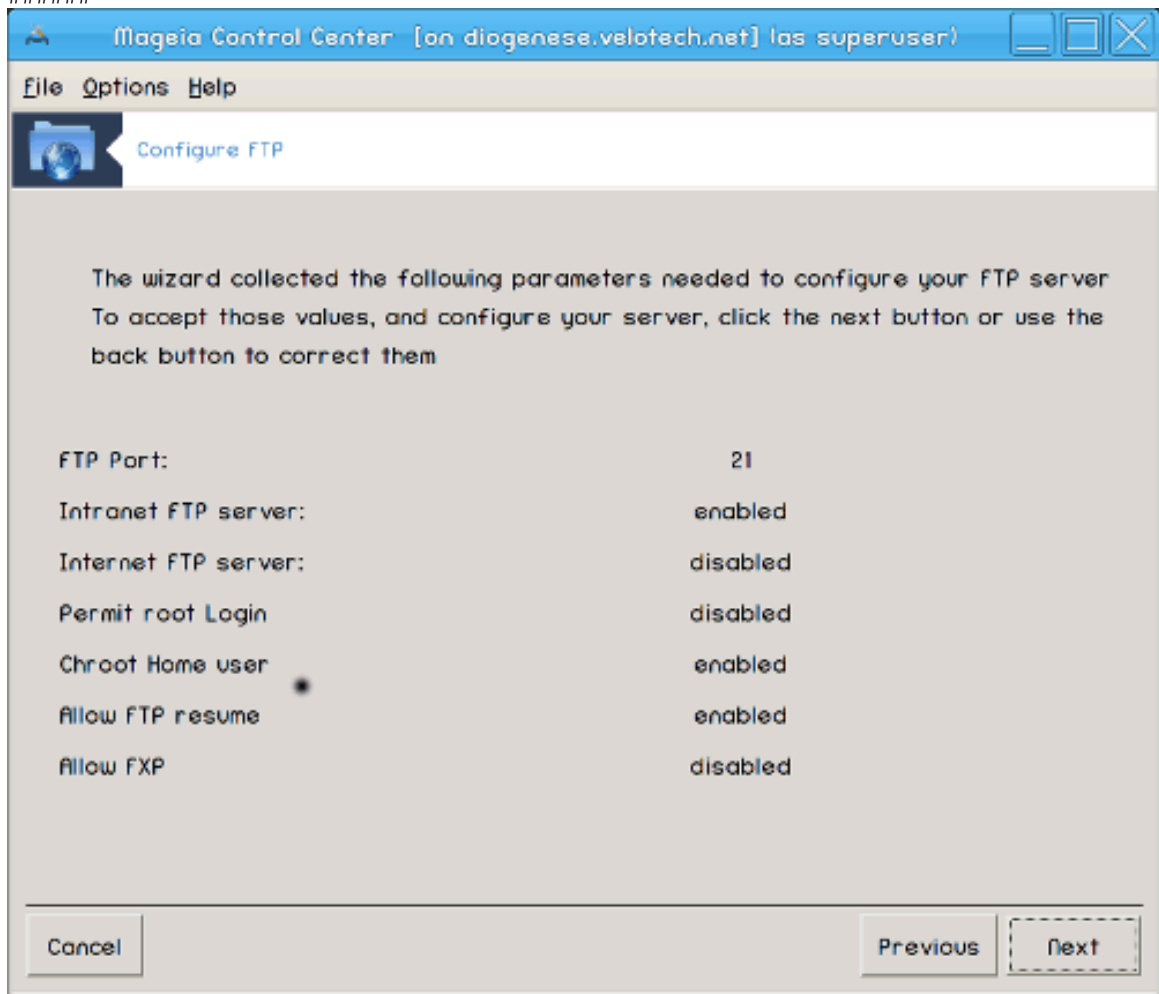 Mageia Control Center [on diogenese.velotech.net] (as superuser)
File Options Help
Configure FTP
The wizard collected the following parameters needed to configure your FTP server
To accept those values, and configure your server, click the next button or use the
back button to correct them
FTP Port: 21
Intranet FTP server: enabled
Internet FTP server: disabled
Permit root Login disabled
Chroot Home user enabled
Allow FTP resume enabled
Allow FXP disabled
Cancel Previous Next